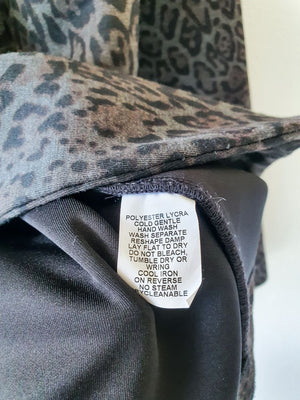 POLYESTER LYCRA
COLD GENTLE
HAND WASH
WASH SEPARATE
RESHAPE DAMP
LAY FLAT TO DRY
DO NOT BLEACH,
TUMBLE DRY OR
WRING
COOL IRON
ON REVERSE
NO STEAM
RYCLEANABLE